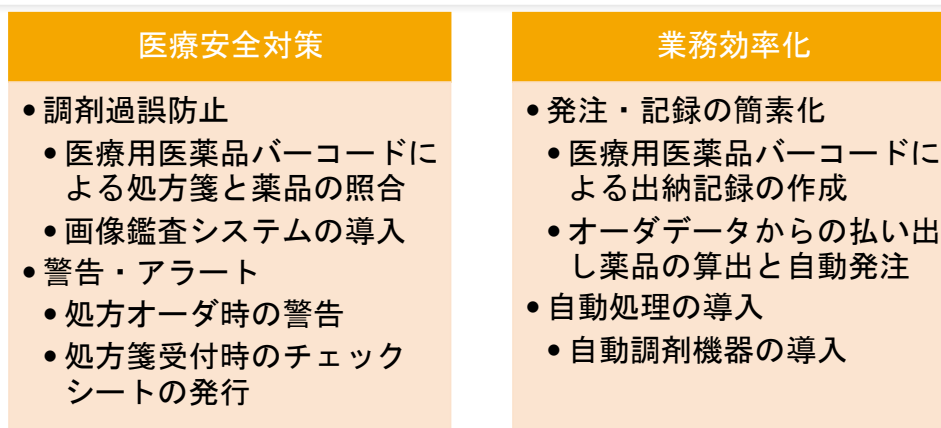 医療安全対策
• 調剤過誤防止
• 医療用医薬品バーコードに
よる処方箋と薬品の照合
• 画像鑑査システムの導入
• 警告・アラート
• 処方オーダ時の警告
• 処方箋受付時のチェック
シートの発行
業務効率化
• 発注・記録の簡素化
• 医療用医薬品バーコードに
よる出納記録の作成
• オーダデータからの払い出
し薬品の算出と自動発注
• 自動処理の導入
• 自動調剤機器の導入